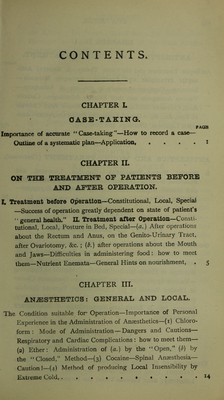 CONTENTS.
CHAPTER I.
CASE-TAKING.
PAGES
Importance of accurate "Case-taking"—How to record a case—
Outline of a systematic plan—Application, . . . . 1
CHAPTER II.
ON THE TREATMENT OF PATIENTS BEFORE
AND AFTER OPERATION.
I. Treatment before Operation—Constitutional, Local, Special
—Success of operation greatly dependent on state of patient's
"general health." II. Treatment after Operation—Consti-
tutional, Local, Posture in Bed, Special—(a.) After operations
about the Rectum and Anus, on the Genito-Urinary Tract,
after Ovariotomy, &c.; (b.) after operations about the Mouth
and Jaws—Difficulties in administering food: how to meet
them—Nutrient Enemata—General Hints on nourishment, . 5
CHAPTER III.
ANÆSTHETICS: GENERAL AND LOCAL.
The Condition suitable for Operation—Importance of Personal
Experience in the Administration of Anæsthetics—(1) Chloro-
form: Mode of Administration—Dangers and Cautions—
Respiratory and Cardiac Complications: how to meet them—
(2) Ether: Administration of (a.) by the "Open," (b.) by
the "Closed," Method—(3) Cocaine—Spinal Anæsthesia—
Caution!—(4) Method of producing Local Insensibility by
Extreme Cold, . . . . . . . . 14